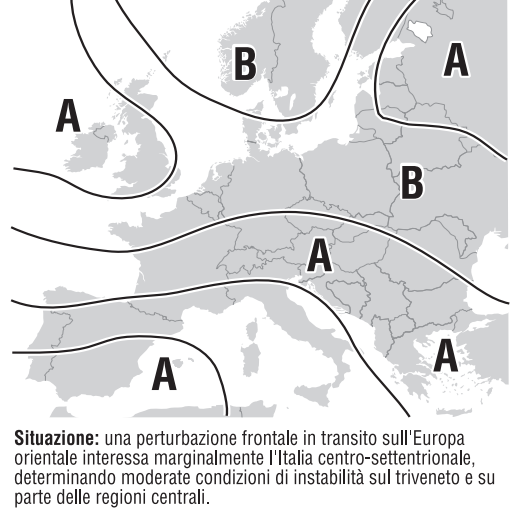 B
A
A
B
A
A
A
Situazione: una perturbazione frontale in transito sull'Europa
orientale interessa marginalmente l'Italia centro-settentrionale,
determinando moderate condizioni di instabilità sul triveneto e su
parte delle regioni centrali.